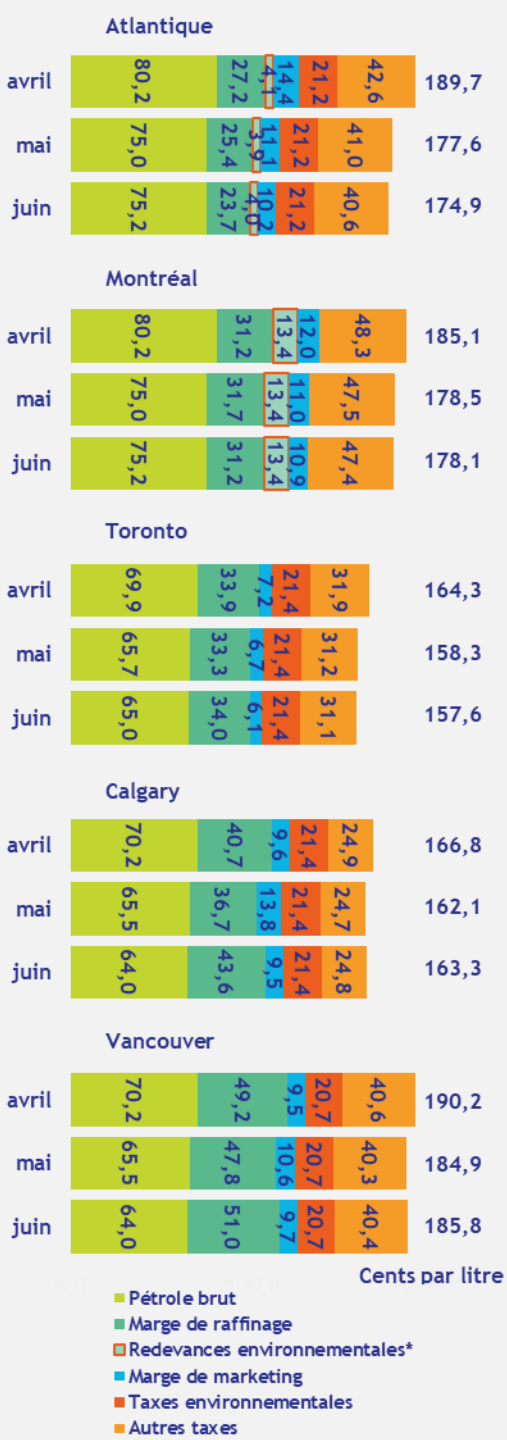 Atlantique
avril 80,2 27,2 4,1 14,4 21,2 42,6 189,7
mai 75,0 25,4 3,9 11,1 21,2 41,0 177,6
juin 75,2 23,7 4,0 10,2 21,2 40,6 174,9
Montréal
avril 80,2 31,2 13,4 12,0 48,3 185,1
mai 75,0 31,7 13,4 11,0 47,5 178,5
juin 75,2 31,2 13,4 10,9 47,4 178,1
Toronto
avril 69,9 33,9 7,2 21,4 31,9 164,3
mai 65,7 33,3 6,7 21,4 31,2 158,3
juin 65,0 34,0 6,1 21,4 31,1 157,6
Calgary
avril 70,2 40,7 9,6 21,4 24,9 166,8
mai 65,5 36,7 13,8 21,4 24,7 162,1
juin 64,0 43,6 9,5 21,4 24,8 163,3
Vancouver
avril 70,2 49,2 9,5 20,7 40,6 190,2
mai 65,5 47,8 10,6 20,7 40,3 184,9
juin 64,0 51,0 9,7 20,7 40,4 185,8
Cents par litre
Pétrole brut
Marge de raffinage
Redevances environnementales*
Marge de marketing
Taxes environnementales
Autres taxes